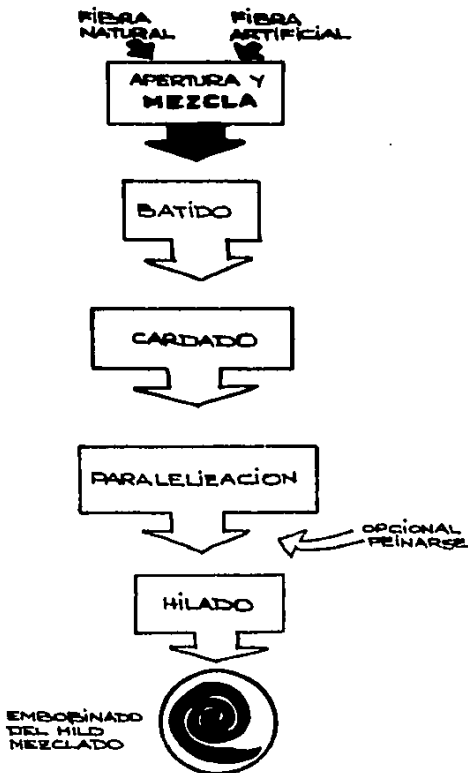 FIBRA
NATURAL
FIBRA
ARTIFICIAL
APERTURA Y
MEZCLA
BATIDO
CARDADO
PARALELIZACION
OPCIONAL
PEINARSE
HILADO
EMBOBINADO
DEL HILO
MEZCLADO